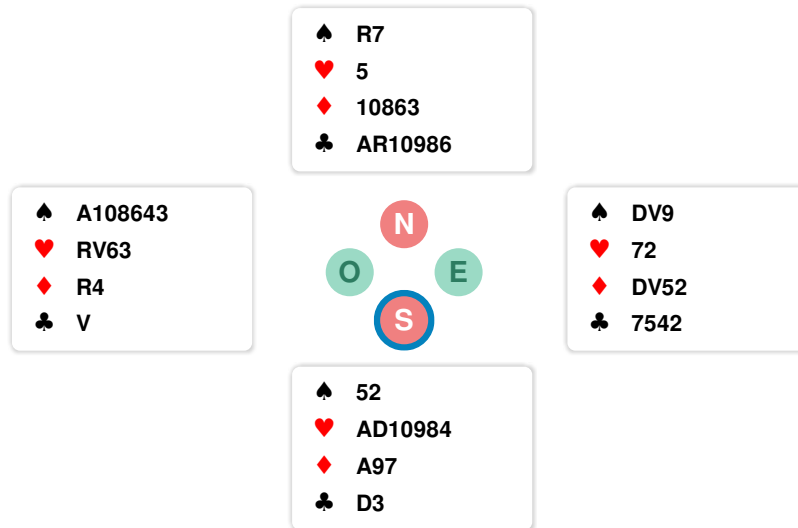 ♠ R7
♥ 5
♦ 10863
♣ AR10986
♠ A108643
♥ RV63
♦ R4
♣ V
N
O E
S
♠ DV9
♥ 72
♦ DV52
♣ 7542
♠ 52
♥ AD10984
♦ A97
♣ D3